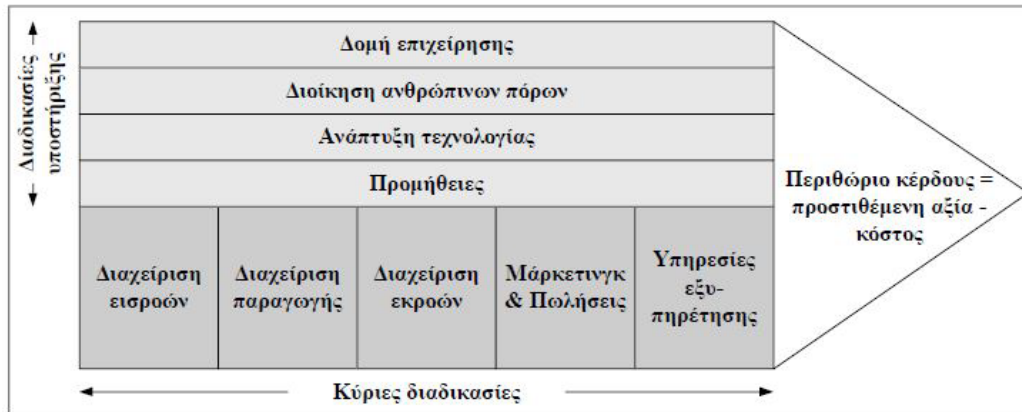 Διαδικασίες
υποστήριξης
Δομή επιχείρησης
Διοίκηση ανθρώπινων πόρων
Ανάπτυξη τεχνολογίας
Προμήθειες
Διαχείριση
εισροών
Διαχείριση
παραγωγής
Διαχείριση
εκροών
Μάρκετινγκ
& Πωλήσεις
Υπηρεσίες
εξυ-
πηρέτησης
Περιθώριο κέρδους =
προστιθέμενη αξία -
κόστος
Κύριες διαδικασίες